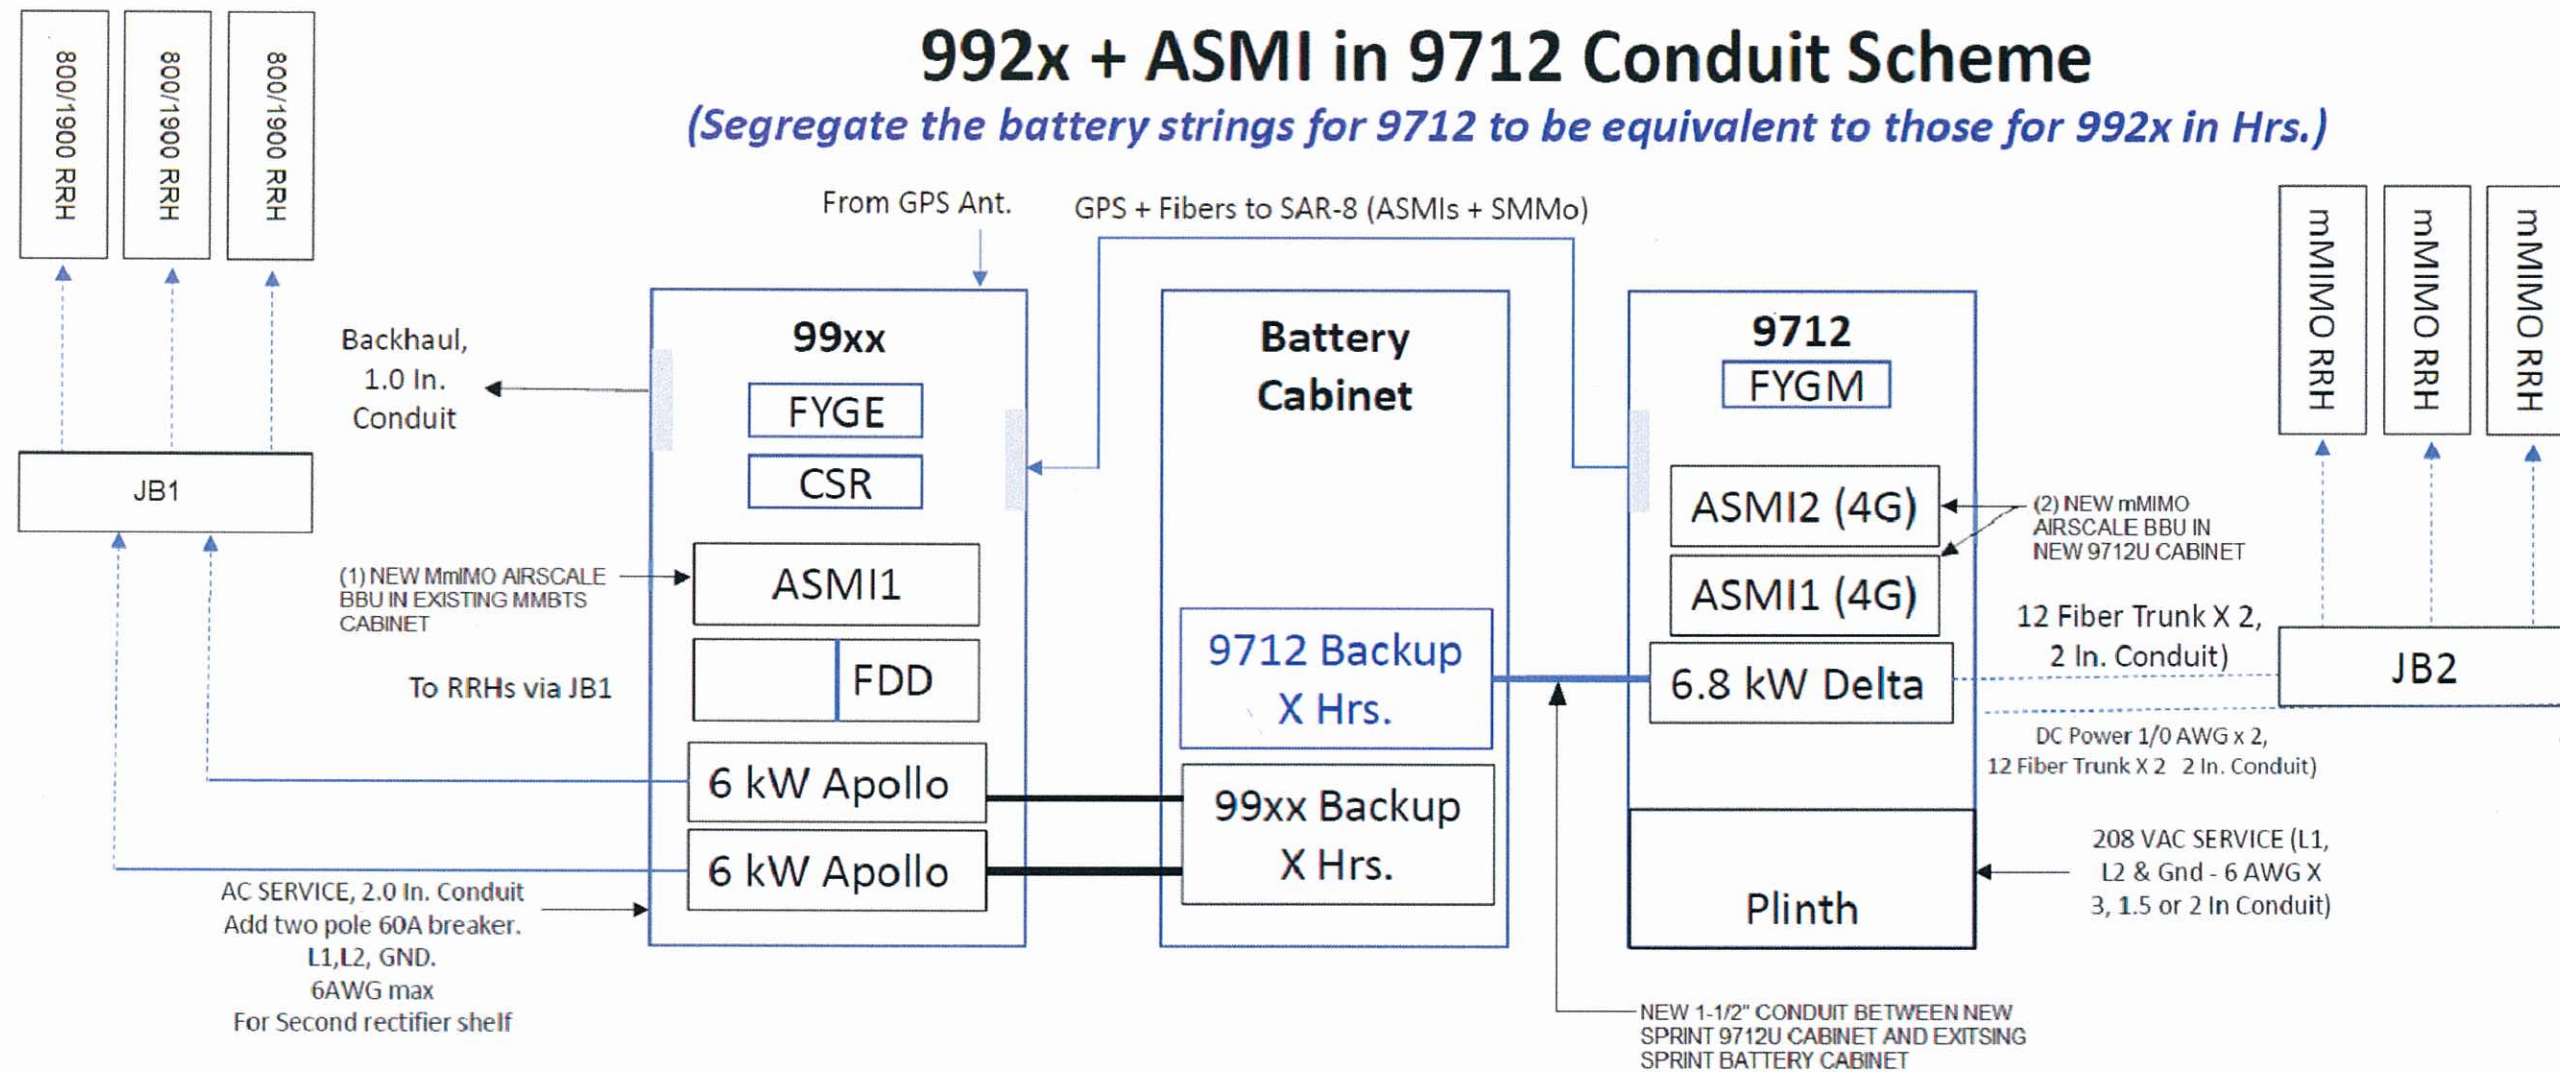 992x + ASMI in 9712 Conduit Scheme
(Segregate the battery strings for 9712 to be equivalent to those for 992x in Hrs.)
800/1900 RRH
800/1900 RRH
800/1900 RRH
JB1
Backhaul,
1.0 In.
Conduit
From GPS Ant.
GPS + Fibers to SAR-8 (ASMIs + SMMo)
99xx
FYGE
CSR
(1) NEW MmIMO AIRSCALE
BBU IN EXISTING MMBTS
CABINET
ASMI1
To RRHs via JB1
FDD
6 kW Apollo
6 kW Apollo
AC SERVICE, 2.0 In. Conduit
Add two pole 60A breaker.
L1,L2, GND.
6AWG max
For Second rectifier shelf
Battery
Cabinet
9712 Backup
X Hrs.
99xx Backup
X Hrs.
9712
FYGM
ASMI2 (4G)
ASMI1 (4G)
6.8 kW Delta
Plinth
(2) NEW mMIMO
AIRSCALE BBU IN
NEW 9712U CABINET
12 Fiber Trunk X 2,
2 In. Conduit)
DC Power 1/0 AWG x 2,
12 Fiber Trunk X 2 2 In. Conduit)
208 VAC SERVICE (L1,
L2 & Gnd - 6 AWG X
3, 1.5 or 2 In Conduit)
NEW 1-1/2" CONDUIT BETWEEN NEW
SPRINT 9712U CABINET AND EXITSING
SPRINT BATTERY CABINET
mMIMO RRH
mMIMO RRH
mMIMO RRH
JB2